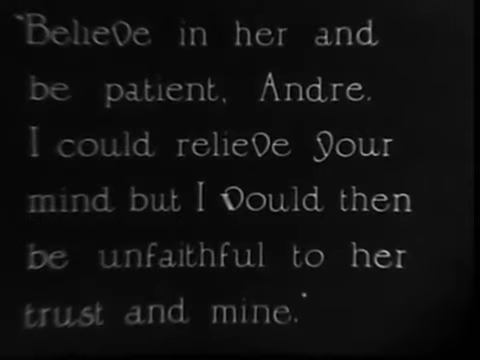 "Believe in her and
be patient, Andre.
I could relieve your
mind but I would then
be unfaithful to her
trust and mine."